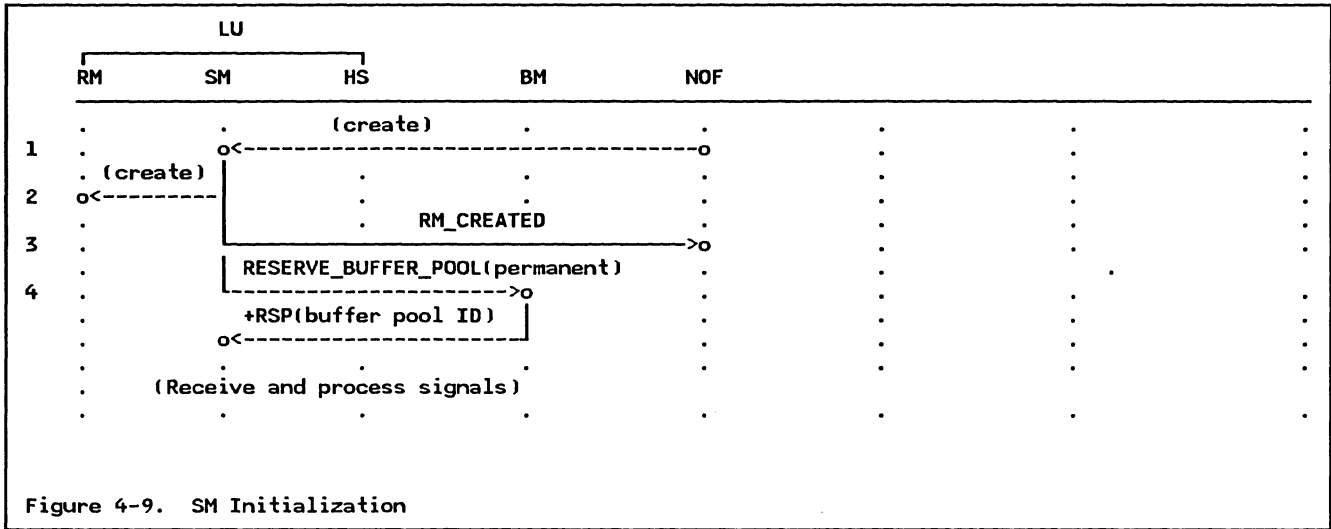 LU
RM SM HS BM NOF
(create)
1
(create)
2
RM_CREATED
3
RESERVE_BUFFER_POOL(permanent)
4
+RSP(buffer pool ID)
(Receive and process signals)
Figure 4-9. SM Initialization